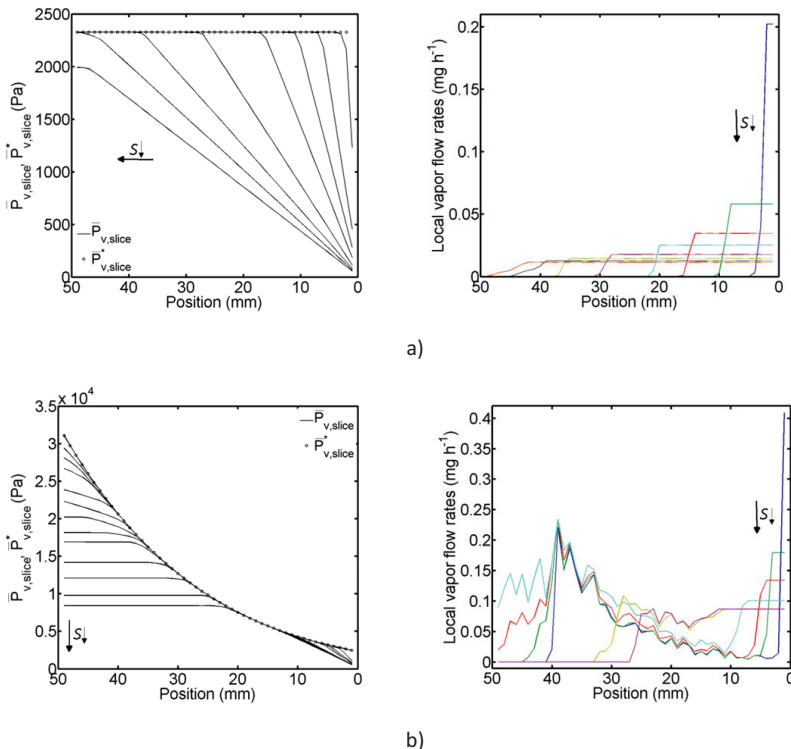 2500
2000
1500
1000
500
0
50 40 30 20 10 0
Position (mm)
P̅v,slice, P̅*v,slice (Pa)
S↓
P̅v,slice
P̅*v,slice
0.2
0.15
0.1
0.05
0
50 40 30 20 10 0
Position (mm)
Local vapor flow rates (mg h-1)
S↓
a)
x 10^4
3.5
3
2.5
2
1.5
1
0.5
0
50 40 30 20 10 0
Position (mm)
P̅v,slice, P̅*v,slice (Pa)
P̅v,slice
P̅*v,slice
S↓
0.4
0.35
0.3
0.25
0.2
0.15
0.1
0.05
0
50 40 30 20 10 0
Position (mm)
Local vapor flow rates (mg h-1)
S↓
b)